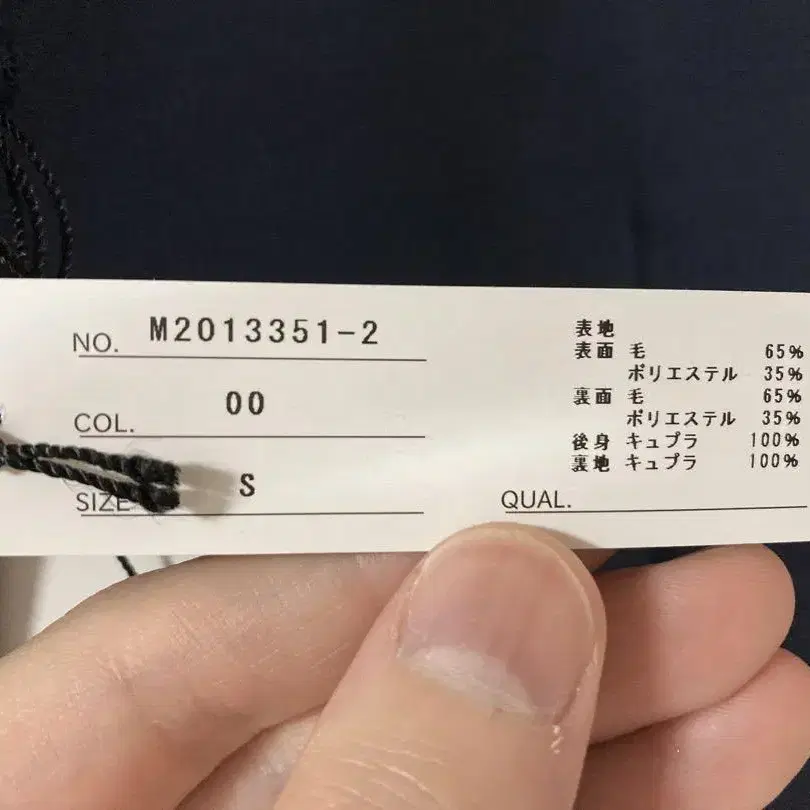 NO. M2013351-2
COL. 00
SIZE S
表地
表面 毛 65%
ポリエステル 35%
裏面 毛 65%
ポリエステル 35%
後身 キュプラ 100%
裏地 キュプラ 100%
QUAL.